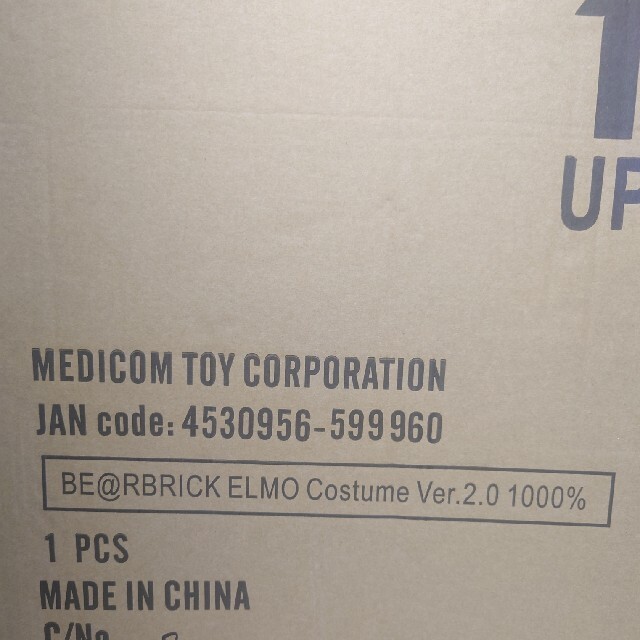 UP
MEDICOM TOY CORPORATION
JAN code: 4530956-599960
BE@RBRICK ELMO Costume Ver.2.0 1000%
1 PCS
MADE IN CHINA
C/No.